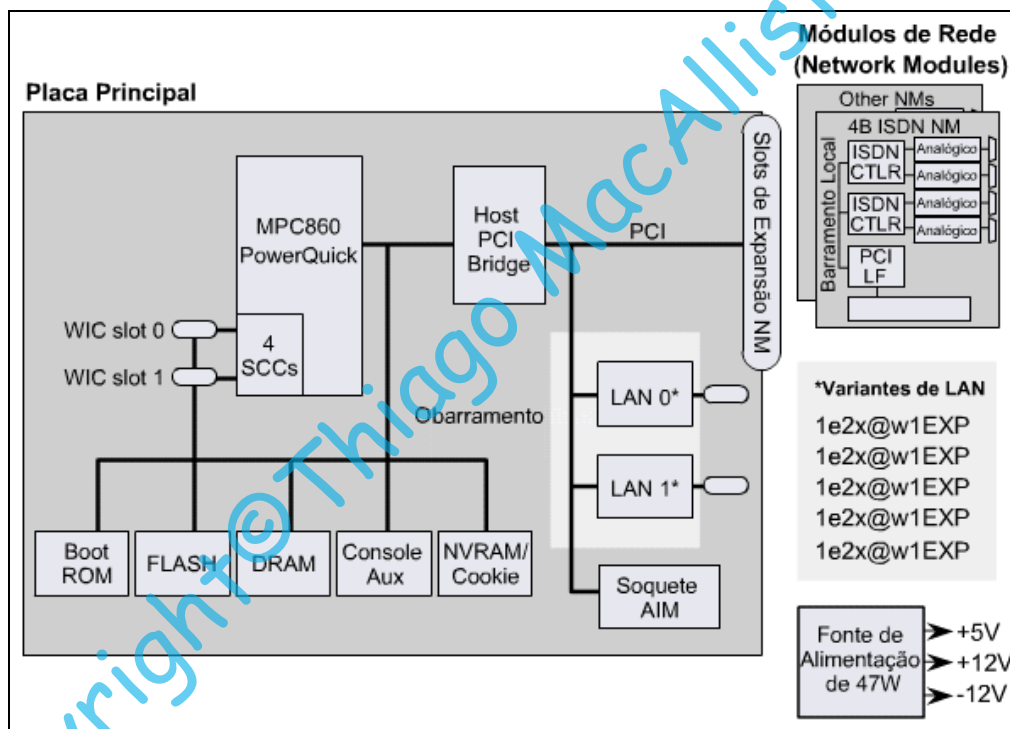 Placa Principal
MPC860
PowerQuick
4
SCCs
WIC slot 0
WIC slot 1
Host
PCI
Bridge
PCI
Slots de Expansão NM
Obarramento
LAN 0*
LAN 1*
Soquete
AIM
Boot
ROM
FLASH
DRAM
Console
Aux
NVRAM/
Cookie
Módulos de Rede
(Network Modules)
Other NMs
4B ISDN NM
Barramento Local
ISDN
CTLR
Analógico
Analógico
ISDN
CTLR
Analógico
Analógico
PCI
LF
*Variantes de LAN
1e2x@w1EXP
1e2x@w1EXP
1e2x@w1EXP
1e2x@w1EXP
1e2x@w1EXP
Fonte de
Alimentação
de 47W
+5V
+12V
-12V
yright©Thiago MacAllis